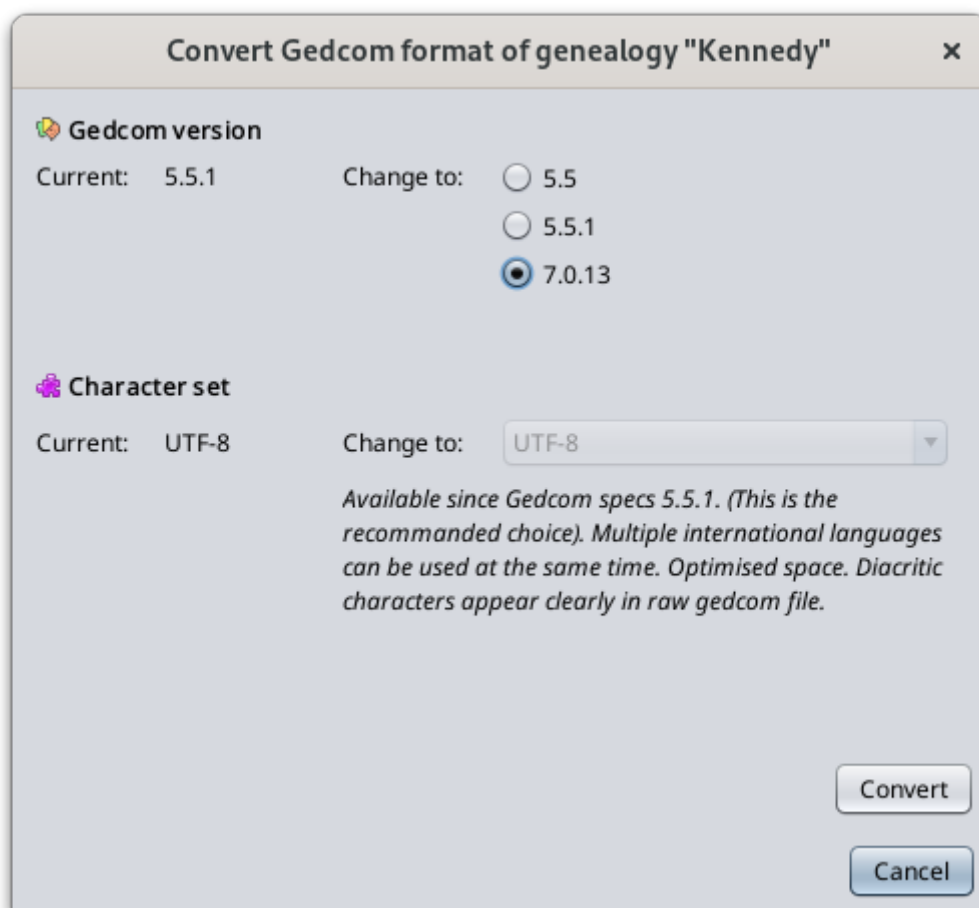 Convert Gedcom format of genealogy "Kennedy"
Gedcom version
Current: 5.5.1 Change to: 5.5
5.5.1
7.0.13
Character set
Current: UTF-8 Change to: UTF-8
Available since Gedcom specs 5.5.1. (This is the
recommanded choice). Multiple international languages
can be used at the same time. Optimised space. Diacritic
characters appear clearly in raw gedcom file.
Convert
Cancel